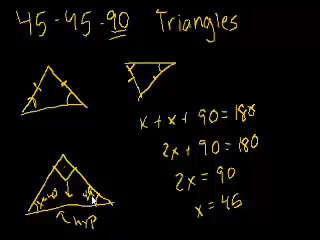 45-45-90 Triangles
x + x + 90 = 180
2x + 90 = 180
2x = 90
x = 45
hyp